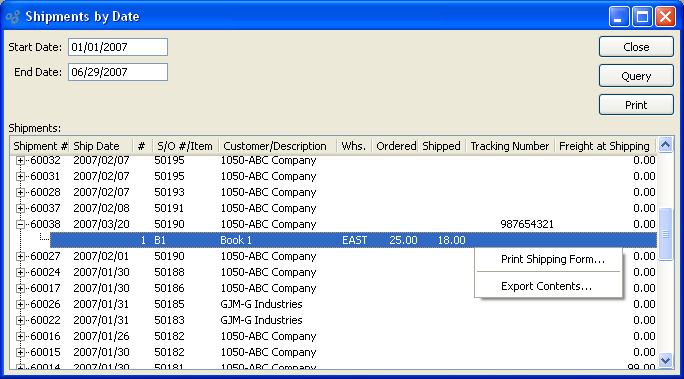 Shipments by Date
Start Date: 01/01/2007 Close
End Date: 06/29/2007 Query
Print
Shipments:
Shipment # Ship Date # S/O #/Item Customer/Description Whs. Ordered Shipped Tracking Number Freight at Shipping
60032 2007/02/07 50195 1050-ABC Company 0.00
60031 2007/02/07 50195 1050-ABC Company 0.00
60028 2007/02/07 50193 1050-ABC Company 0.00
60037 2007/02/08 50191 1050-ABC Company 0.00
60038 2007/03/20 50190 1050-ABC Company 987654321 0.00
1 B1 Book 1 EAST 25.00 18.00
60027 2007/02/01 50190 1050-ABC Company 0.00
Print Shipping Form...
60024 2007/01/30 50188 1050-ABC Company 0.00
60017 2007/01/30 50186 1050-ABC Company 0.00
Export Contents...
60026 2007/01/31 50185 GJM-G Industries 0.00
60022 2007/01/31 50183 GJM-G Industries 0.00
60016 2007/01/26 50182 1050-ABC Company 0.00
60015 2007/01/30 50182 1050-ABC Company 0.00
60014 2007/01/30 50181 1050-ABC Company 99.00